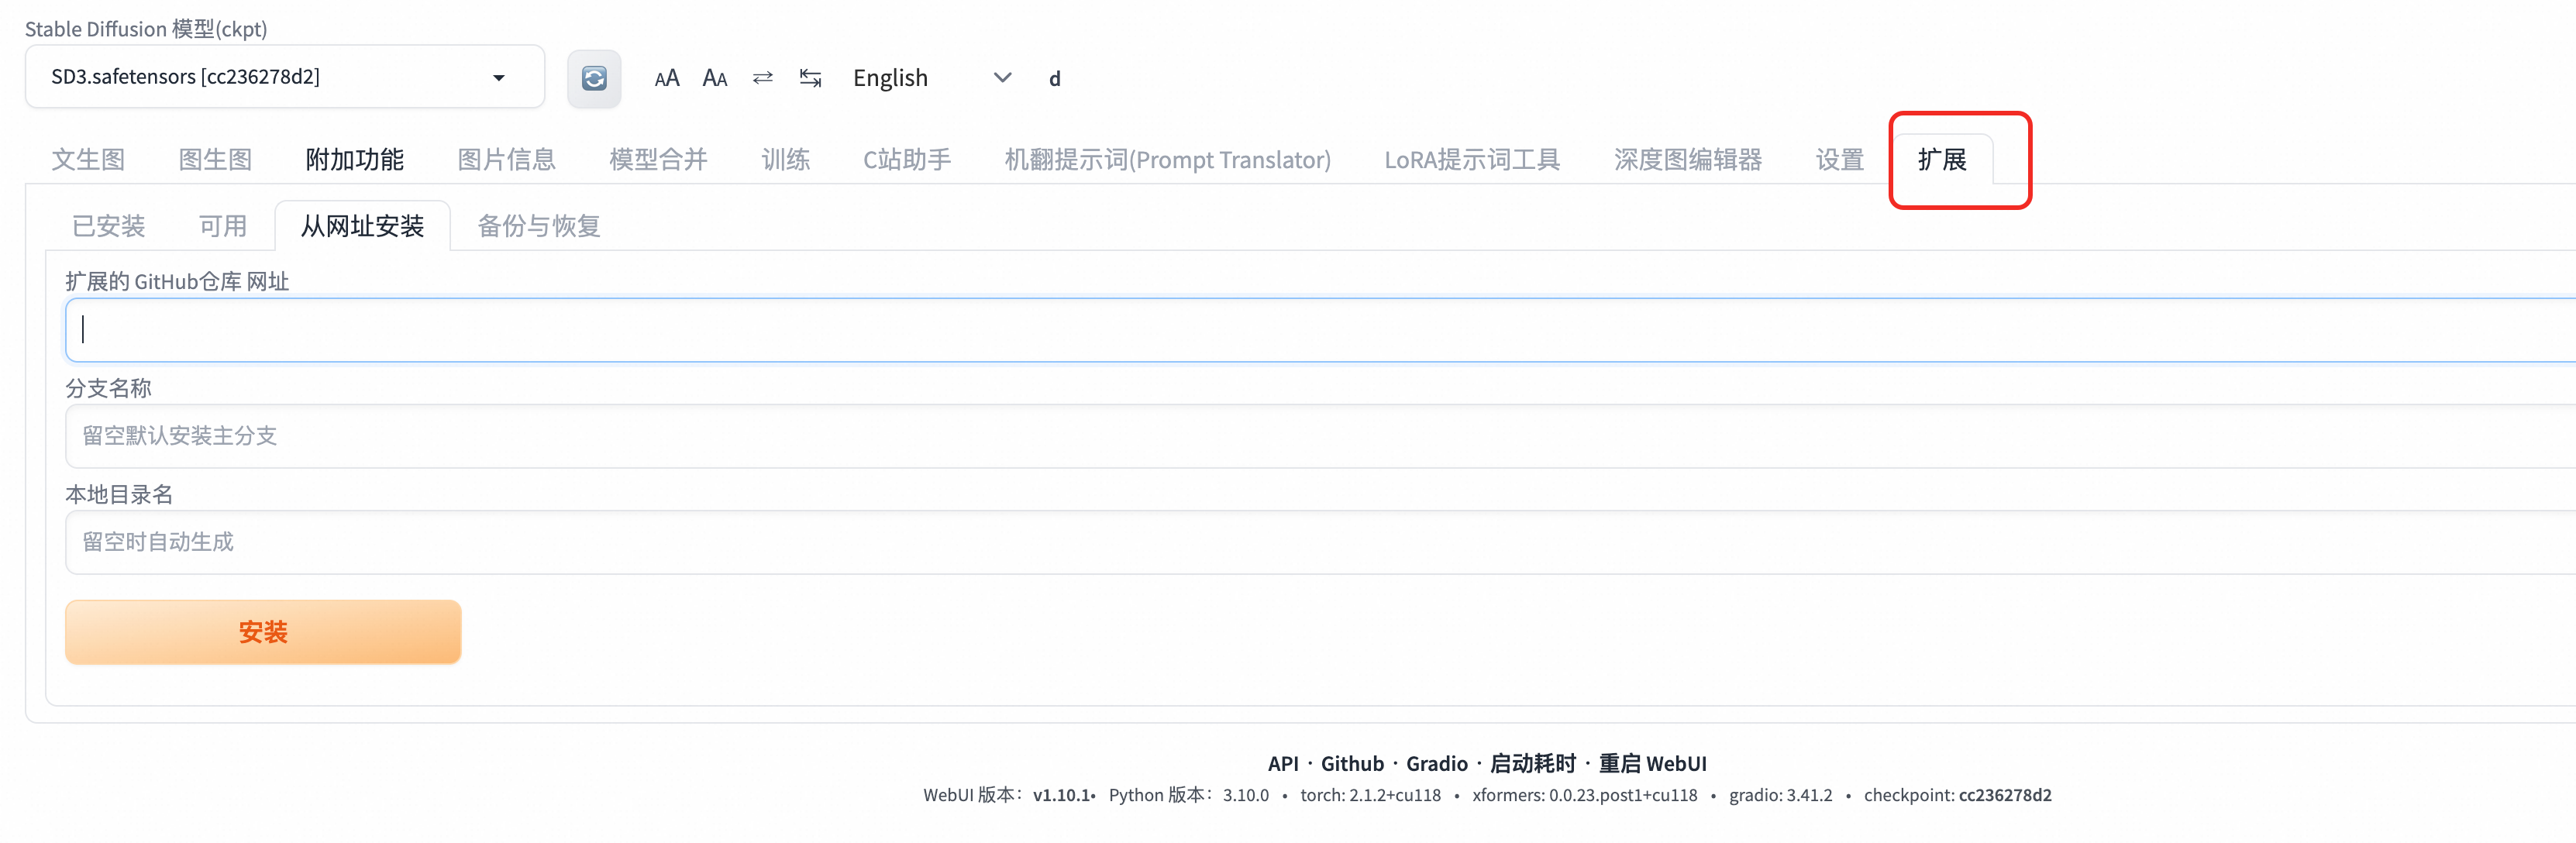 Stable Diffusion 模型(ckpt)
SD3.safetensors [cc236278d2]
AA AA English d
文生图 图生图 附加功能 图片信息 模型合并 训练 C站助手 机翻提示词(Prompt Translator) LoRA提示词工具 深度图编辑器 设置 扩展
已安装 可用 从网址安装 备份与恢复
扩展的 GitHub仓库 网址
分支名称
留空默认安装主分支
本地目录名
留空时自动生成
安装
API · Github · Gradio · 启动耗时 · 重启 WebUI
WebUI 版本： v1.10.1• Python 版本： 3.10.0 • torch: 2.1.2+cu118 • xformers: 0.0.23.post1+cu118 • gradio: 3.41.2 • checkpoint: cc236278d2